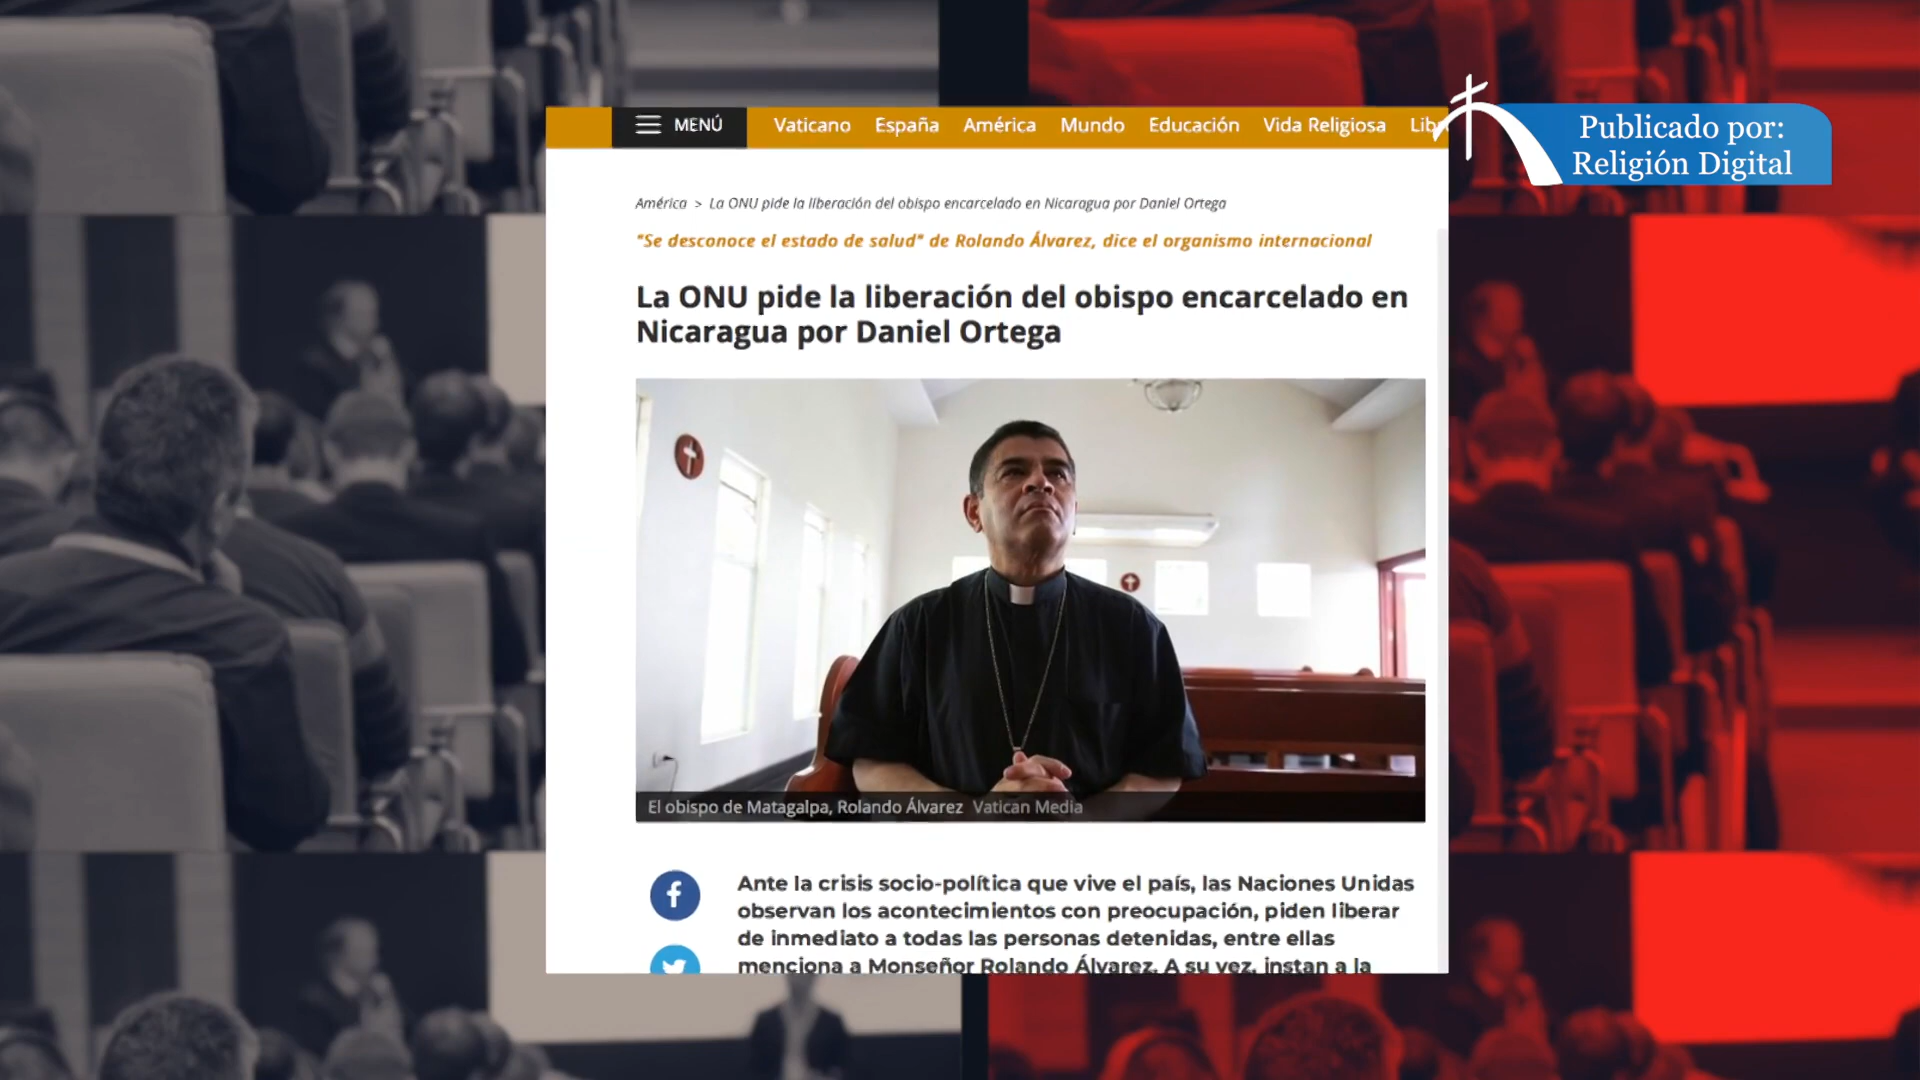 MENÚ Vaticano España América Mundo Educación Vida Religiosa
Publicado por:
Religión Digital
América > La ONU pide la liberación del obispo encarcelado en Nicaragua por Daniel Ortega
"Se desconoce el estado de salud" de Rolando Álvarez, dice el organismo internacional
La ONU pide la liberación del obispo encarcelado en
Nicaragua por Daniel Ortega
El obispo de Matagalpa, Rolando Álvarez Vatican Media
Ante la crisis socio-política que vive el país, las Naciones Unidas
observan los acontecimientos con preocupación, piden liberar
de inmediato a todas las personas detenidas, entre ellas
menciona a Monseñor Rolando Álvarez. A su vez, instan a la